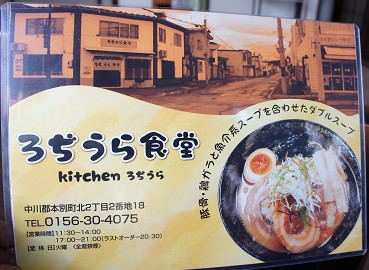 ろぢうら食堂
kitchen ろぢうら
豚骨・鶏ガラと魚介系スープを合わせたダブルスープ
中川郡本別町北2丁目2番地18
TEL0156-30-4075
[営業時間]11:30~14:00
17:00~21:00(ラストオーダー20:30)
[定 休 日]火曜 〈全席禁煙〉